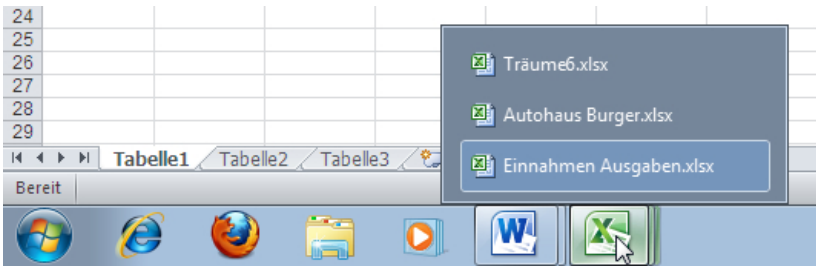 24
25
26
27
28
29
Träume6.xlsx
Autohaus Burger.xlsx
Einnahmen Ausgaben.xlsx
Tabelle1 Tabelle2 Tabelle3
Bereit